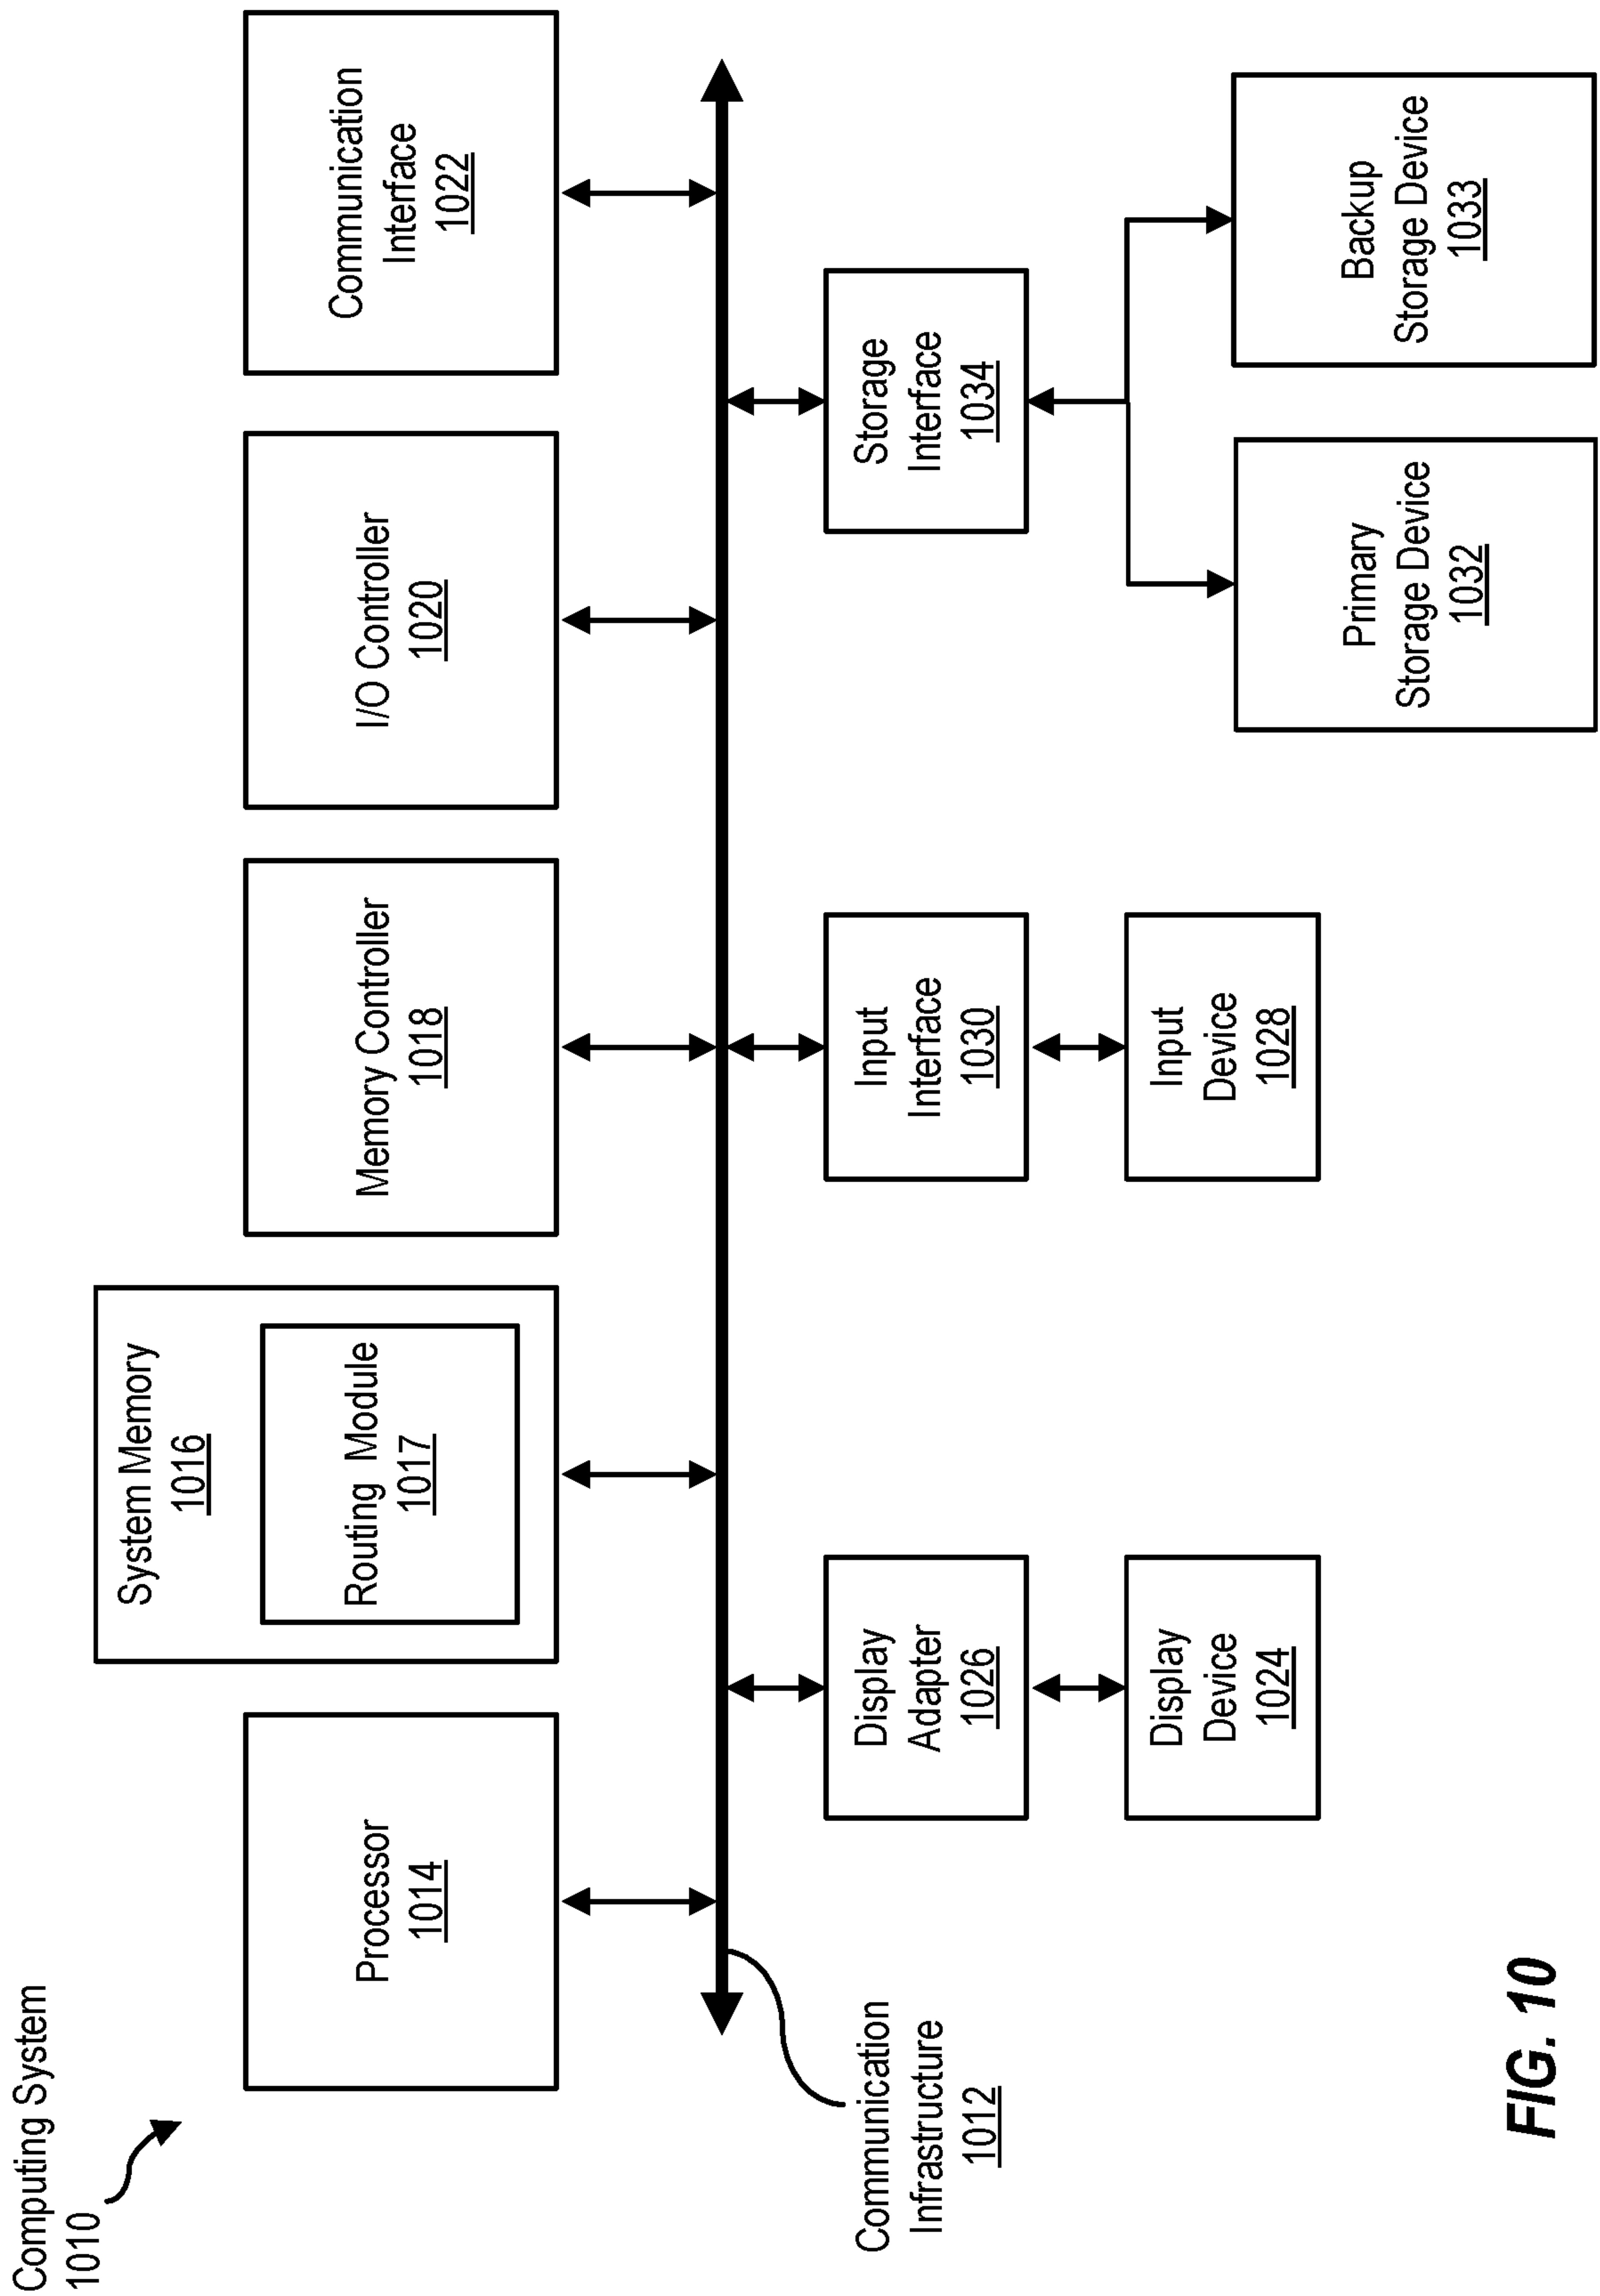 Computing System
1010
Processor
1014
System Memory
1016
Routing Module
1017
Memory Controller
1018
I/O Controller
1020
Communication
Interface
1022
Communication
Infrastructure
1012
Display
Adapter
1026
Input
Interface
1030
Storage
Interface
1034
Display
Device
1024
Input
Device
1028
Primary
Storage Device
1032
Backup
Storage Device
1033
FIG. 10